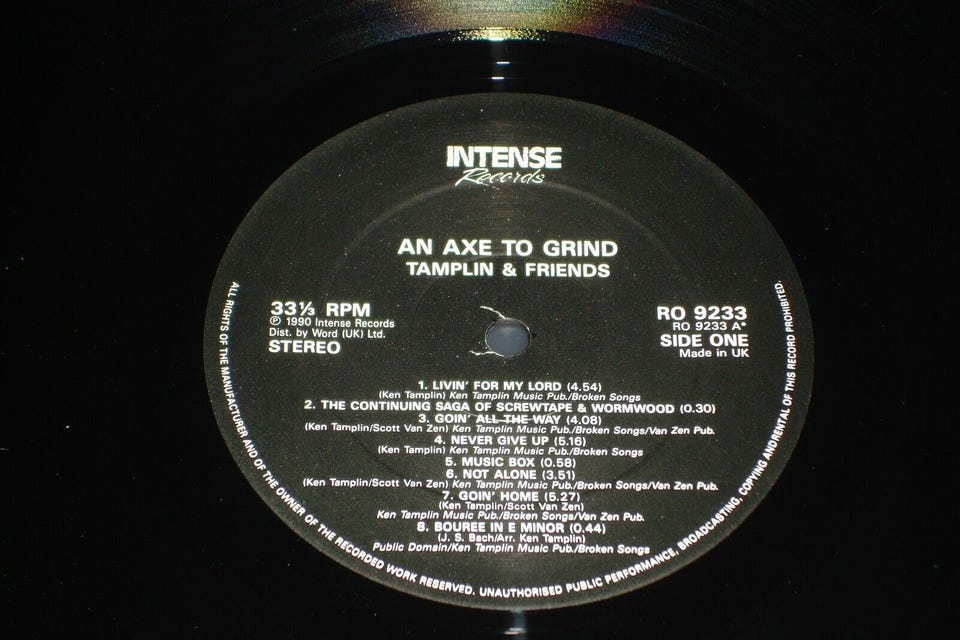 INTENSE
Records
AN AXE TO GRIND
TAMPLIN & FRIENDS
33⅓ RPM
℗ 1990 Intense Records
Dist. by Word (UK) Ltd.
STEREO
RO 9233
RO 9233 A*
SIDE ONE
Made in UK
1. LIVIN' FOR MY LORD (4.54)
(Ken Tamplin) Ken Tamplin Music Pub./Broken Songs
2. THE CONTINUING SAGA OF SCREWTAPE & WORMWOOD (0.30)
3. GOIN' ALL THE WAY (4.08)
(Ken Tamplin/Scott Van Zen) Ken Tamplin Music Pub./Broken Songs/Van Zen Pub.
4. NEVER GIVE UP (5.16)
(Ken Tamplin) Ken Tamplin Music Pub./Broken Songs
5. MUSIC BOX (0.58)
6. NOT ALONE (3.51)
(Ken Tamplin/Scott Van Zen) Ken Tamplin Music Pub./Broken Songs/Van Zen Pub.
7. GOIN' HOME (5.27)
(Ken Tamplin/Scott Van Zen)
Ken Tamplin Music Pub./Broken Songs/Van Zen Pub.
8. BOUREE IN E MINOR (0.44)
(J. S. Bach/Arr. Ken Tamplin)
Public Domain/Ken Tamplin Music Pub./Broken Songs
ALL RIGHTS OF THE MANUFACTURER AND OF THE OWNER OF THE RECORDED WORK RESERVED. UNAUTHORISED PUBLIC PERFORMANCE, BROADCASTING, COPYING ANDRENTAL OF THIS RECORD PROHIBITED.